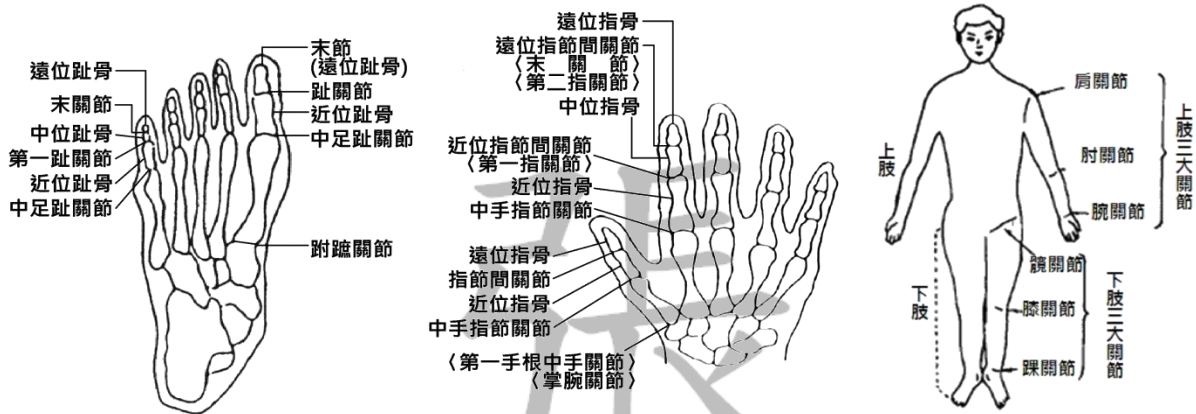 遠位趾骨
末關節
中位趾骨
第一趾關節
近位趾骨
中足趾關節
末節
(遠位趾骨)
趾關節
近位趾骨
中足趾關節
跗蹠關節
遠位指骨
遠位指節間關節
〈末關節〉
〈第二指關節〉
中位指骨
近位指節間關節
〈第一指關節〉
近位指骨
中手指節關節
遠位指骨
指節間關節
近位指骨
中手指節關節
〈第一手根中手關節〉
〈掌腕關節〉
上肢
下肢
肩關節
肘關節
腕關節
上肢三大關節
髖關節
膝關節
踝關節
下肢三大關節